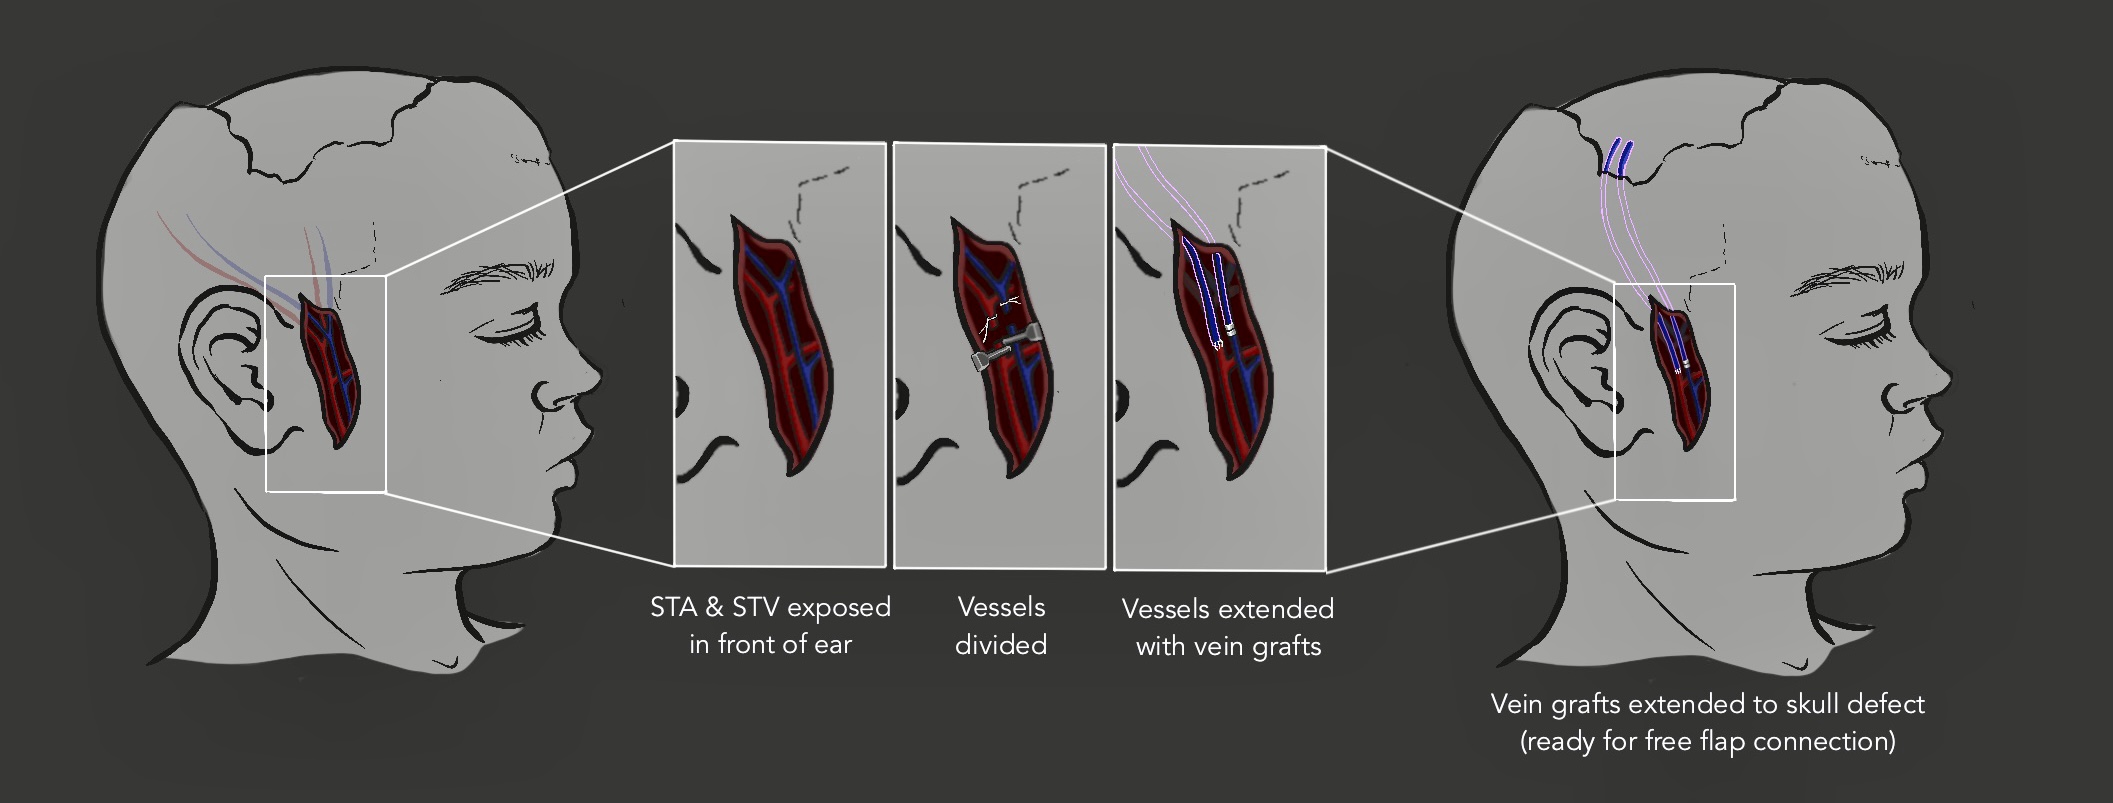 STA & STV exposed
in front of ear
Vessels
divided
Vessels extended
with vein grafts
Vein grafts extended to skull defect
(ready for free flap connection)